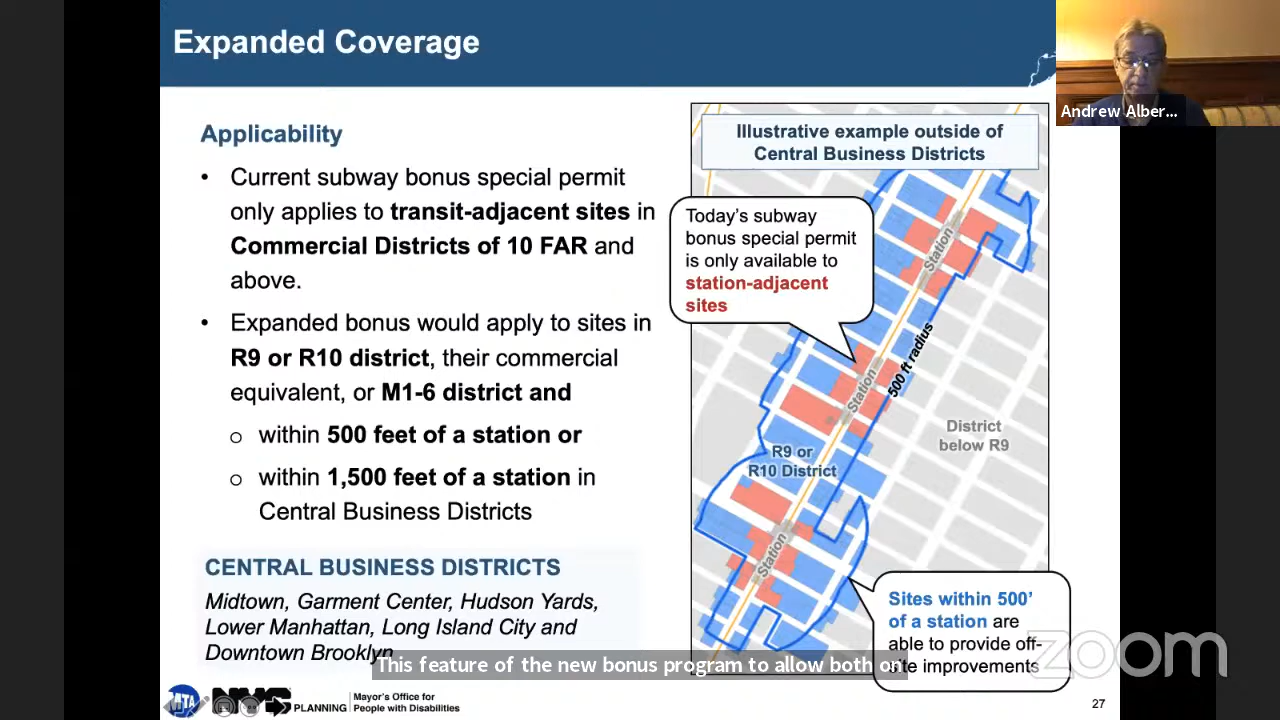 Expanded Coverage
Andrew Alber...
Applicability
• Current subway bonus special permit
only applies to transit-adjacent sites in
Commercial Districts of 10 FAR and
above.
• Expanded bonus would apply to sites in
R9 or R10 district, their commercial
equivalent, or M1-6 district and
o within 500 feet of a station or
o within 1,500 feet of a station in
Central Business Districts
CENTRAL BUSINESS DISTRICTS
Midtown, Garment Center, Hudson Yards,
Lower Manhattan, Long Island City and
Downtown Brooklyn
Illustrative example outside of
Central Business Districts
Today's subway
bonus special permit
is only available to
station-adjacent
sites
Station
500 ft radius
Station
District
below R9
R9 or
R10 District
Station
Sites within 500'
of a station are
able to provide off-
site improvements
This feature of the new bonus program to allow both on
zoom
MTA
NYC
PLANNING
Mayor's Office for
People with Disabilities
27